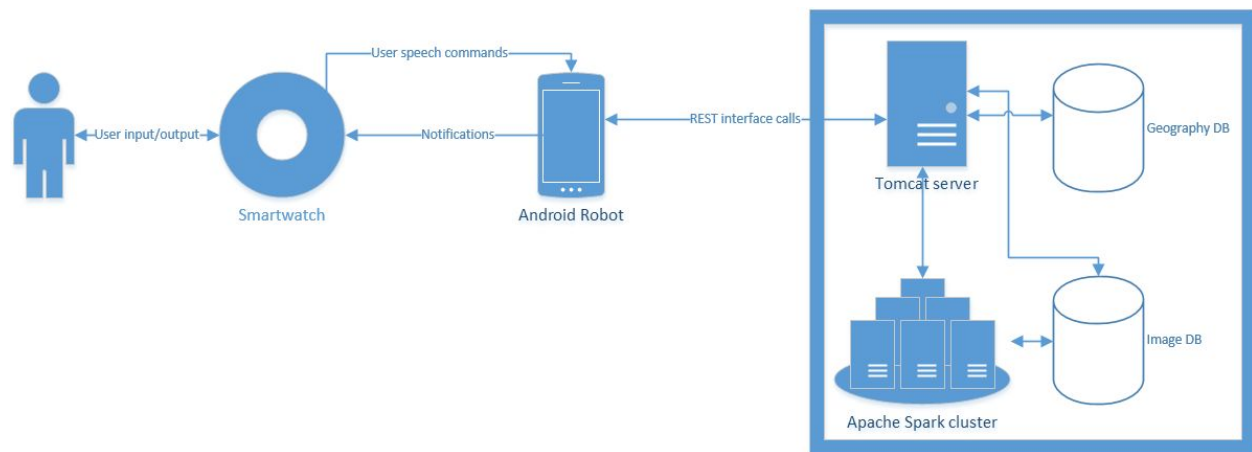 User speech commands
User input/output
Notifications
REST interface calls
Geography DB
Tomcat server
Smartwatch
Android Robot
Image DB
Apache Spark cluster